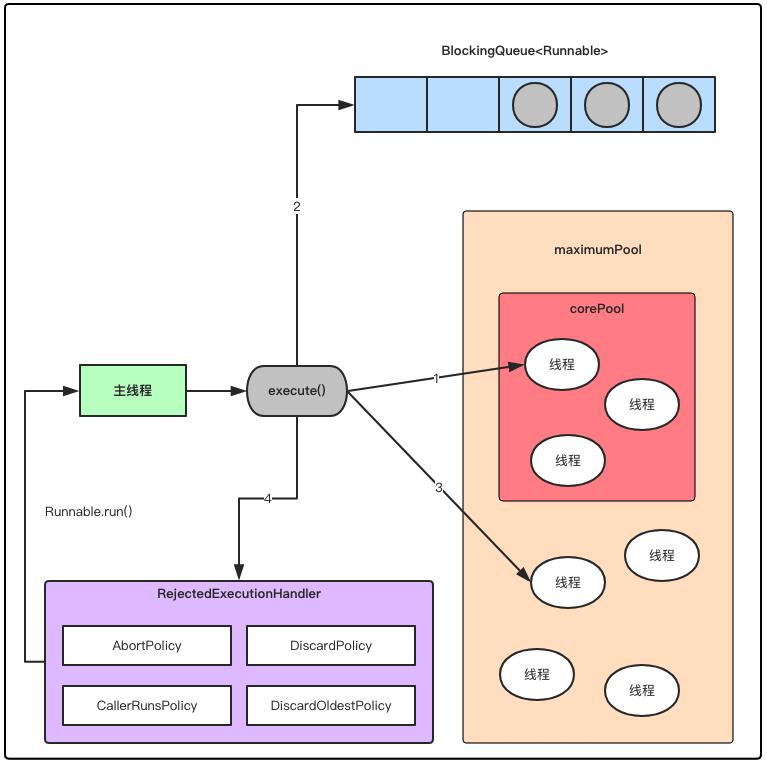 BlockingQueue<Runnable>
2
maximumPool
corePool
线程
主线程
execute()
1
线程
线程
3
4
Runnable.run()
线程
线程
RejectedExecutionHandler
AbortPolicy
DiscardPolicy
线程
线程
CallerRunsPolicy
DiscardOldestPolicy